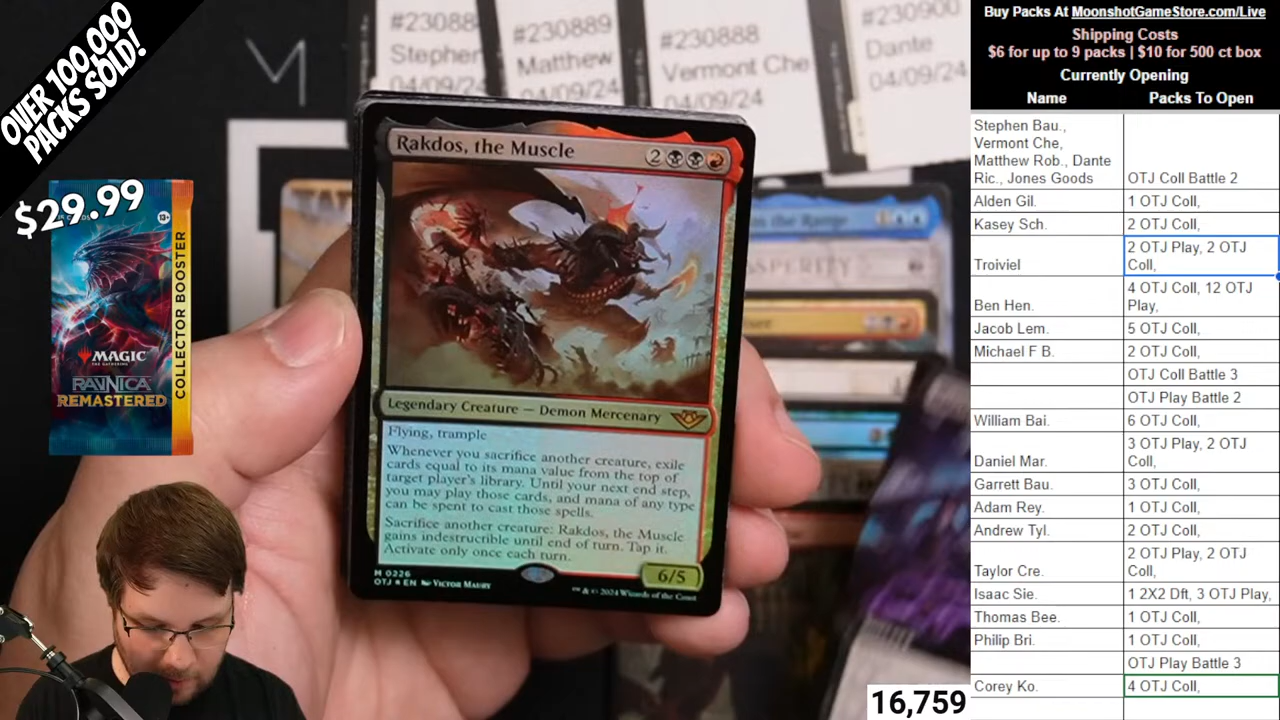 OVER 100,000
PACKS SOLD!
$29.99
13+
COLLECTOR BOOSTER
MAGIC
THE GATHERING
RAVNICA
REMASTERED
#230888
Stephen
04/09/24
#230889
Matthew
04/09/24
#230888
Vermont Che
04/09/24
#230900
Dante
04/09/24
Rakdos, the Muscle
2
Legendary Creature — Demon Mercenary
Flying, trample
Whenever you sacrifice another creature, exile
cards equal to its mana value from the top of
target player's library. Until your next end step,
you may play those cards, and mana of any type
can be spent to cast those spells.
Sacrifice another creature: Rakdos, the Muscle
gains indestructible until end of turn. Tap it.
Activate only once each turn.
6/5
M 0226
OTJ ★ EN Victor Maury
™ & © 2024 Wizards of the Coast
16,759
Buy Packs At MoonshotGameStore.com/Live
Shipping Costs
$6 for up to 9 packs | $10 for 500 ct box
Currently Opening
Name Packs To Open
Stephen Bau.,
Vermont Che,
Matthew Rob., Dante
Ric., Jones Goods OTJ Coll Battle 2
Alden Gil. 1 OTJ Coll,
Kasey Sch. 2 OTJ Coll,
Troiviel 2 OTJ Play, 2 OTJ
Coll,
Ben Hen. 4 OTJ Coll, 12 OTJ
Play,
Jacob Lem. 5 OTJ Coll,
Michael F B. 2 OTJ Coll,
OTJ Coll Battle 3
OTJ Play Battle 2
William Bai. 6 OTJ Coll,
Daniel Mar. 3 OTJ Play, 2 OTJ
Coll,
Garrett Bau. 3 OTJ Coll,
Adam Rey. 1 OTJ Coll,
Andrew Tyl. 2 OTJ Coll,
Taylor Cre. 2 OTJ Play, 2 OTJ
Coll,
Isaac Sie. 1 2X2 Dft, 3 OTJ Play,
Thomas Bee. 1 OTJ Coll,
Philip Bri. 1 OTJ Coll,
OTJ Play Battle 3
Corey Ko. 4 OTJ Coll,